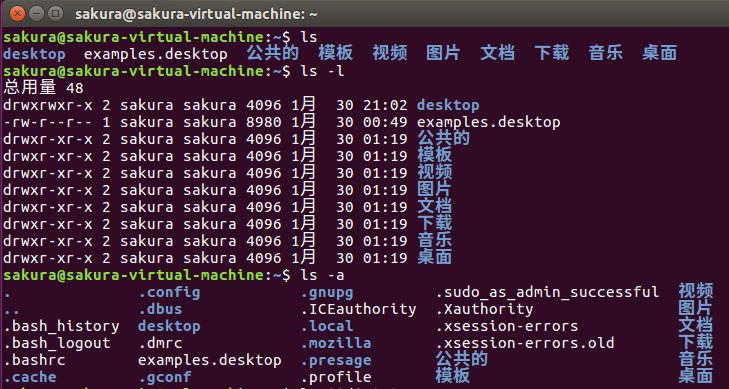 sakura@sakura-virtual-machine: ~
sakura@sakura-virtual-machine:~$ ls
desktop examples.desktop 公共的 模板 视频 图片 文档 下载 音乐 桌面
sakura@sakura-virtual-machine:~$ ls -l
总用量 48
drwxrwxr-x 2 sakura sakura 4096 1月 30 21:02 desktop
-rw-r--r-- 1 sakura sakura 8980 1月 30 00:49 examples.desktop
drwxr-xr-x 2 sakura sakura 4096 1月 30 01:19 公共的
drwxr-xr-x 2 sakura sakura 4096 1月 30 01:19 模板
drwxr-xr-x 2 sakura sakura 4096 1月 30 01:19 视频
drwxr-xr-x 2 sakura sakura 4096 1月 30 01:19 图片
drwxr-xr-x 2 sakura sakura 4096 1月 30 01:19 文档
drwxr-xr-x 2 sakura sakura 4096 1月 30 01:19 下载
drwxr-xr-x 2 sakura sakura 4096 1月 30 01:19 音乐
drwxr-xr-x 2 sakura sakura 4096 1月 30 01:19 桌面
sakura@sakura-virtual-machine:~$ ls -a
. .config .gnupg .sudo_as_admin_successful 视频
.. .dbus .ICEauthority .Xauthority 图片
.bash_history desktop .local .xsession-errors 文档
.bash_logout .dmrc .mozilla .xsession-errors.old 下载
.bashrc examples.desktop .presage 公共的 音乐
.cache .gconf .profile 模板 桌面